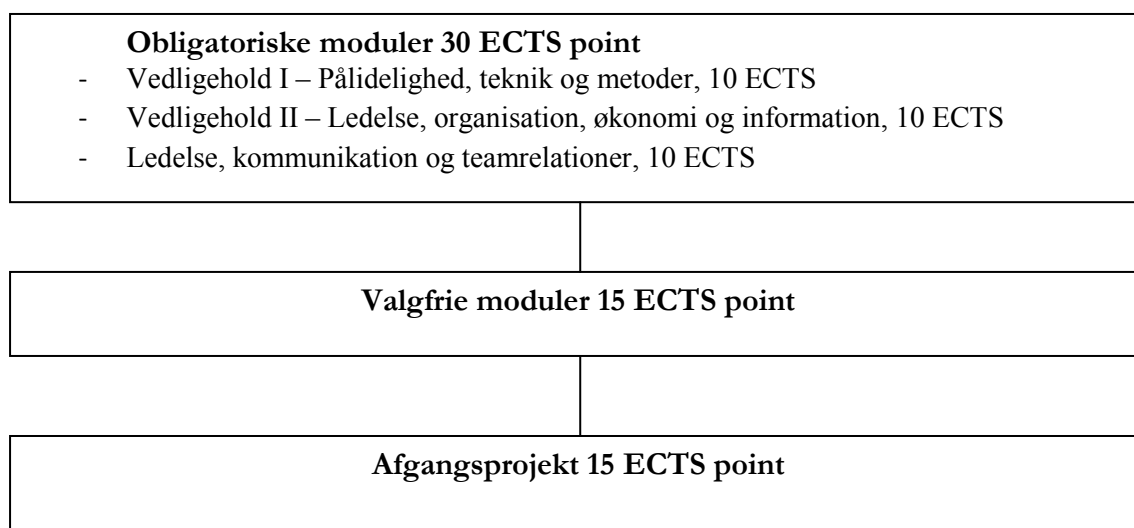 Obligatoriske moduler 30 ECTS point
- Vedligehold I – Pålidelighed, teknik og metoder, 10 ECTS
- Vedligehold II – Ledelse, organisation, økonomi og information, 10 ECTS
- Ledelse, kommunikation og teamrelationer, 10 ECTS
Valgfrie moduler 15 ECTS point
Afgangsprojekt 15 ECTS point